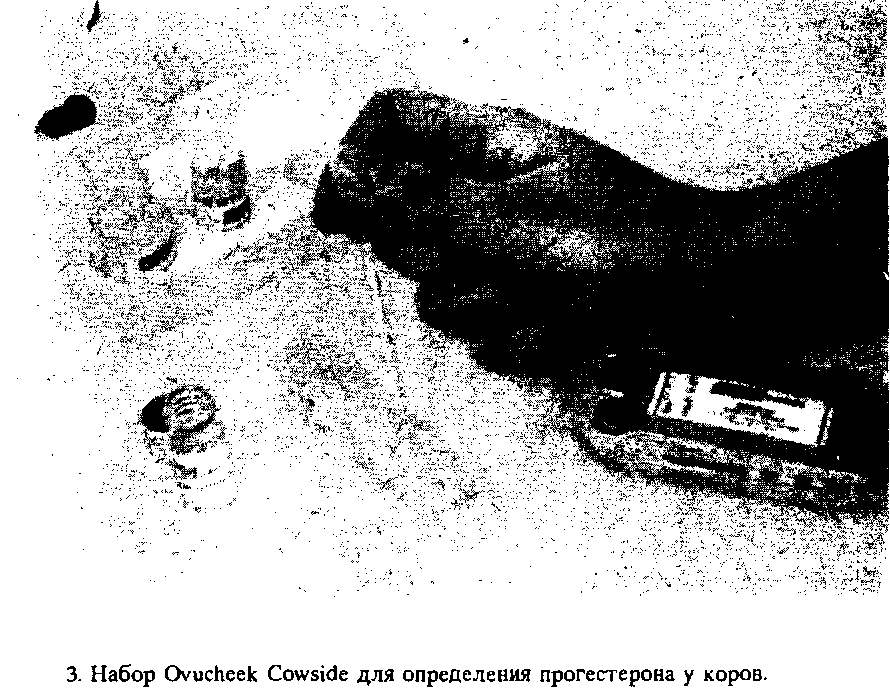 3. Набор Ovucheek Cowside для определения прогестерона у коров.